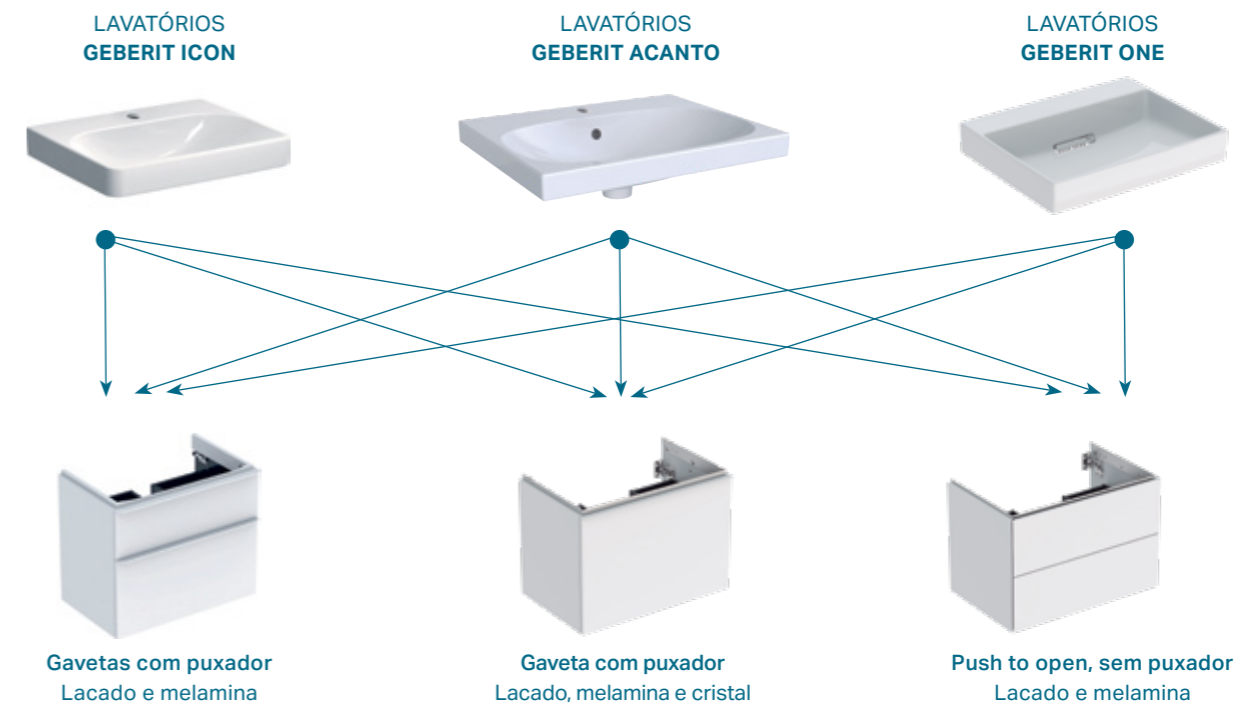 LAVATÓRIOS
GEBERIT ICON
LAVATÓRIOS
GEBERIT ACANTO
LAVATÓRIOS
GEBERIT ONE
Gavetas com puxador
Lacado e melamina
Gaveta com puxador
Lacado, melamina e cristal
Push to open, sem puxador
Lacado e melamina